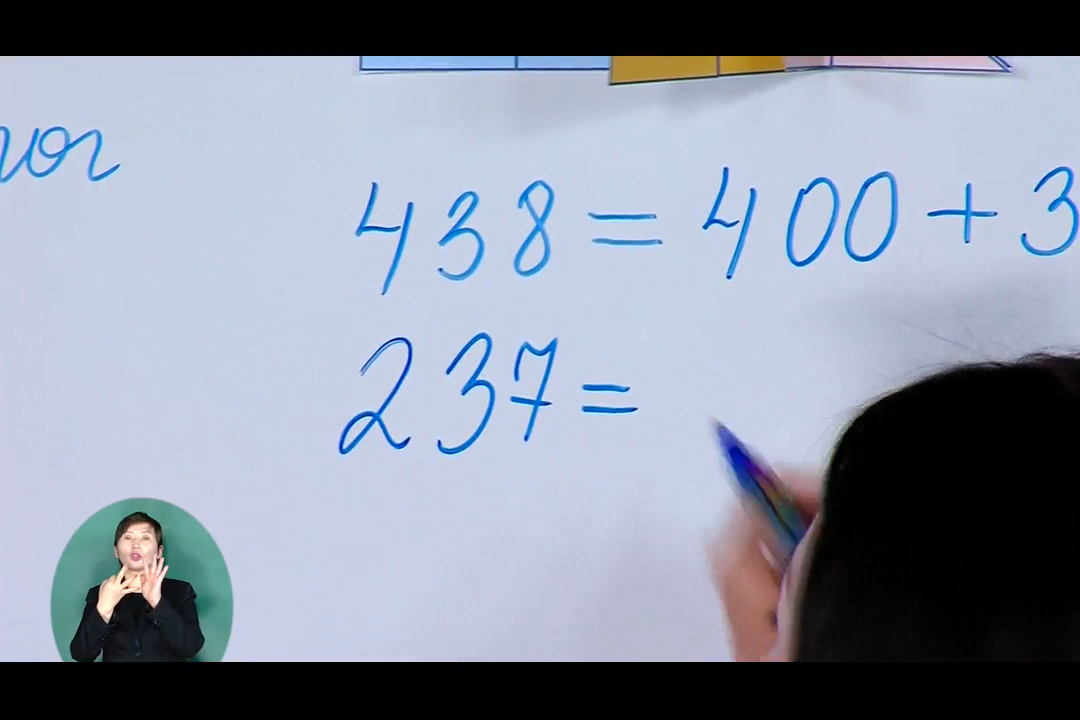 438 = 400 + 3
237 =